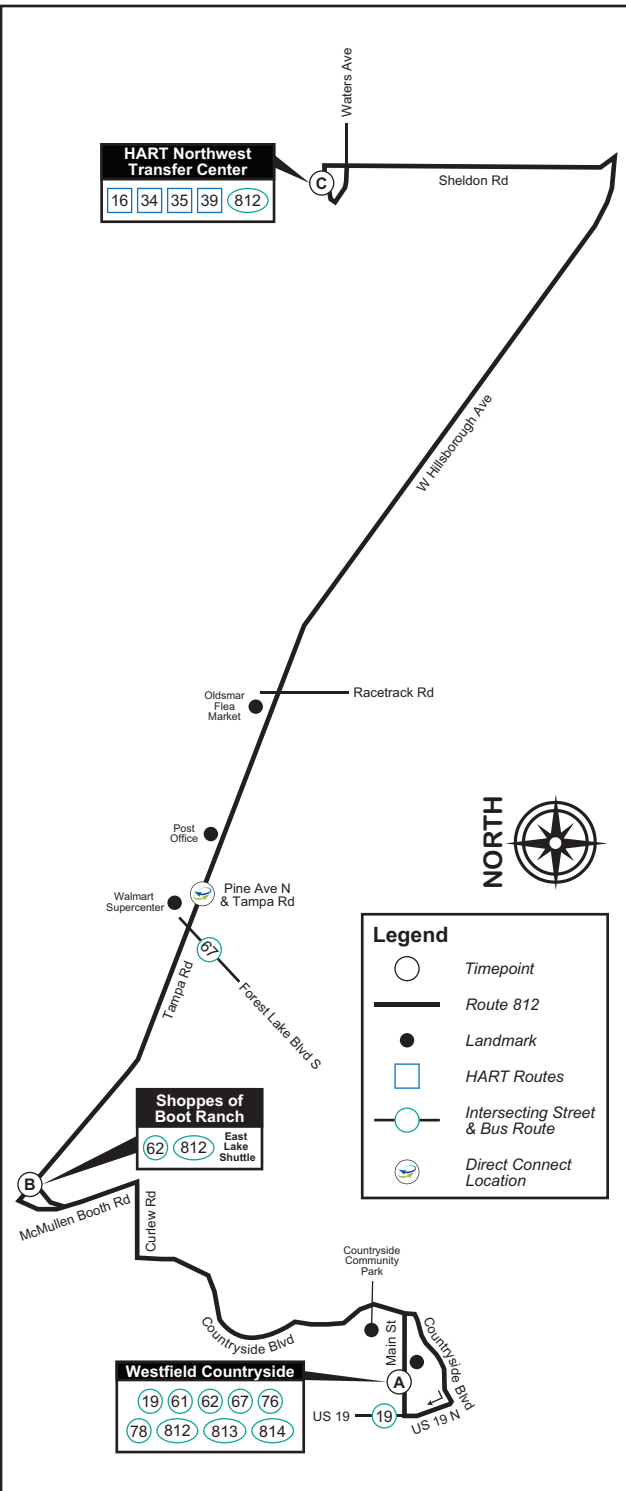 Waters Ave
HART Northwest
Transfer Center
16 34 35 39 812
C
Sheldon Rd
W Hillsborough Ave
Racetrack Rd
Oldsmar
Flea
Market
Post
Office
NORTH
Pine Ave N
& Tampa Rd
Walmart
Supercenter
67
Tampa Rd
Forest Lake Blvd S
Legend
Timepoint
Route 812
Landmark
HART Routes
Intersecting Street
& Bus Route
Direct Connect
Location
Shoppes of
Boot Ranch
62 812
East
Lake
Shuttle
B
McMullen Booth Rd
Curlew Rd
Countryside
Community
Park
Countryside Blvd
Main St
Countryside Blvd
Westfield Countryside
19 61 62 67 76
78 812 813 814
A
US 19
19
US 19 N